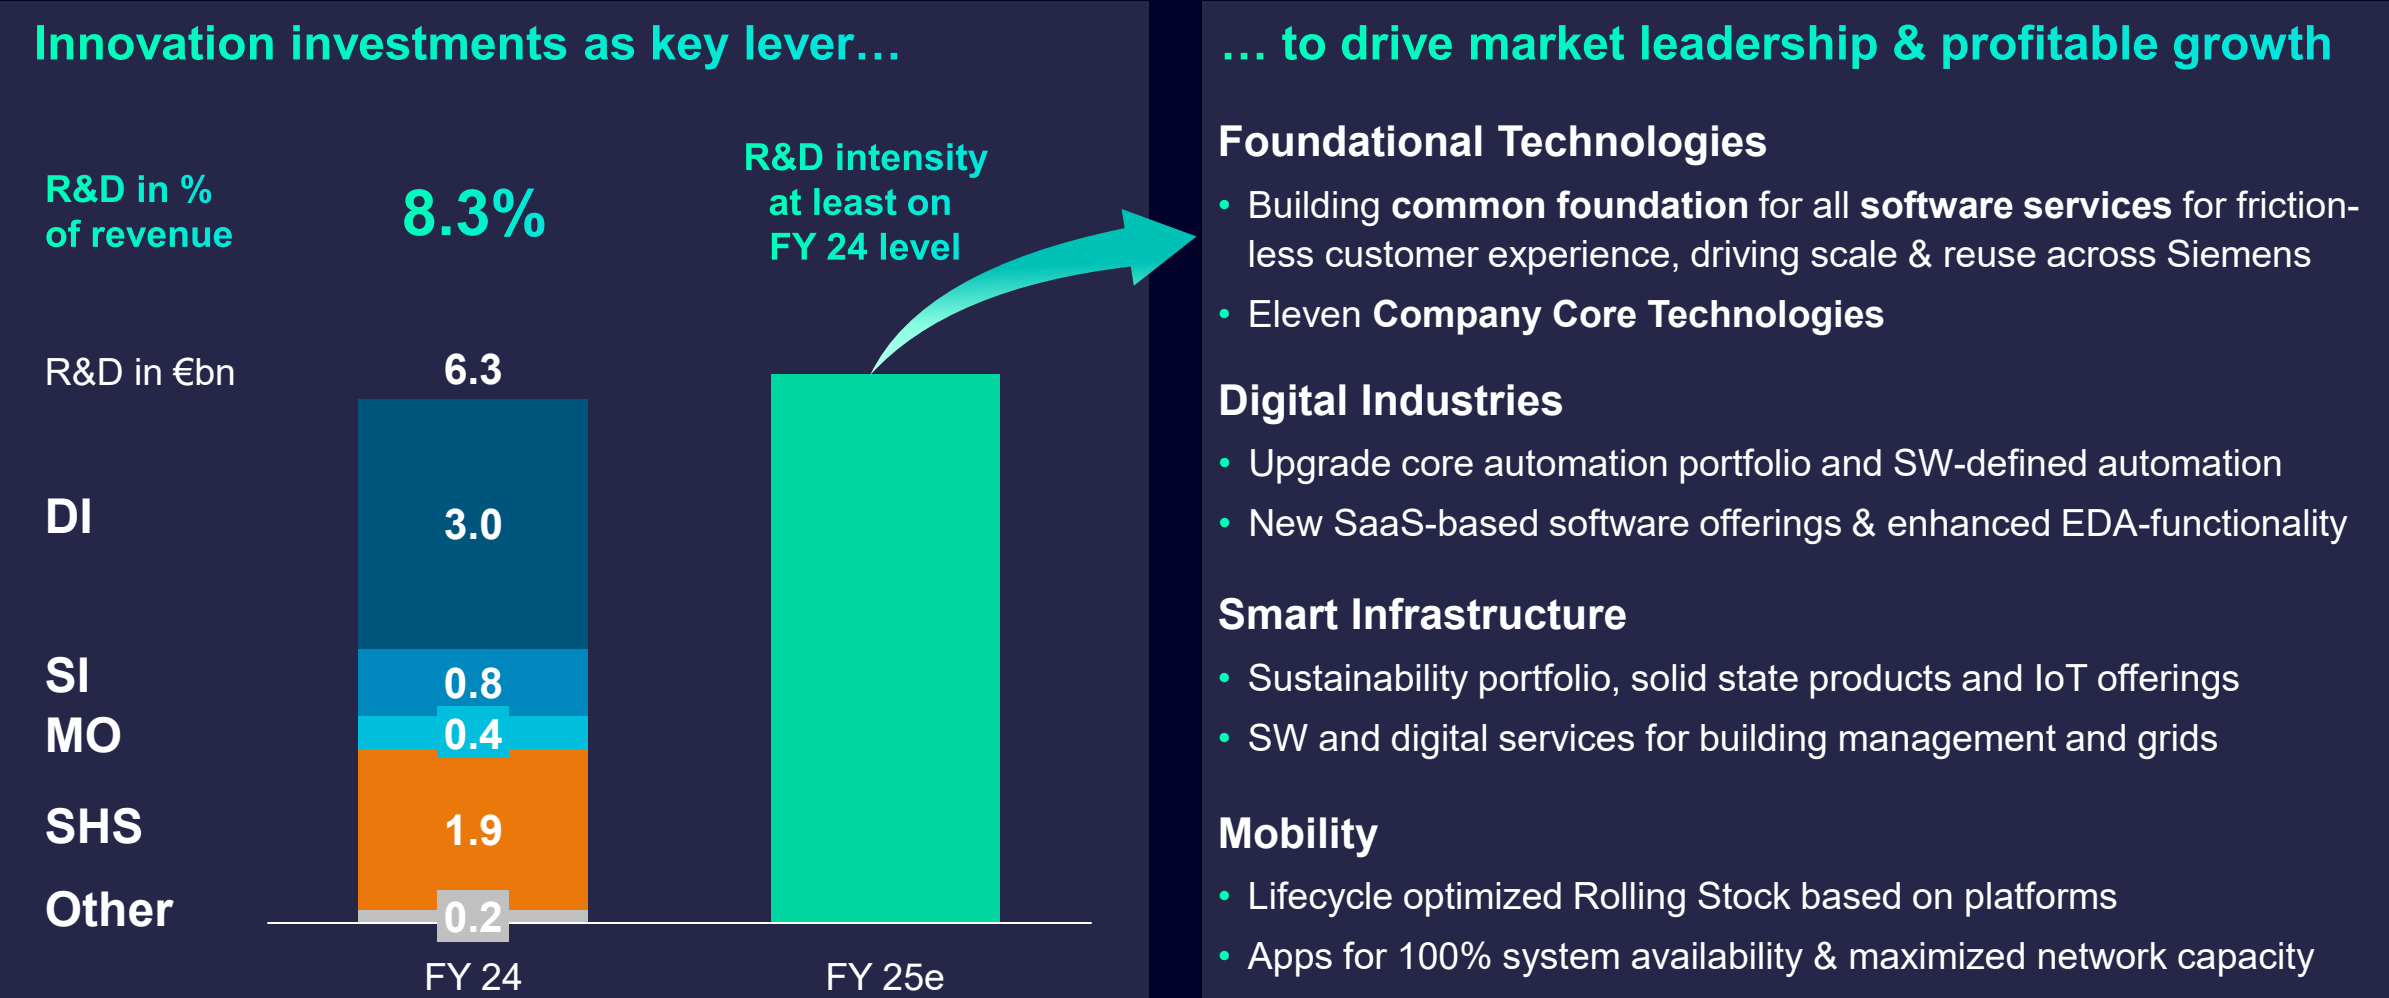 Innovation investments as key lever…
R&D in %
of revenue
8.3%
R&D intensity
at least on
FY 24 level
R&D in €bn
6.3
DI
3.0
SI
0.8
MO
0.4
SHS
1.9
Other
0.2
FY 24
FY 25e
… to drive market leadership & profitable growth
Foundational Technologies
• Building common foundation for all software services for friction-
less customer experience, driving scale & reuse across Siemens
• Eleven Company Core Technologies
Digital Industries
• Upgrade core automation portfolio and SW-defined automation
• New SaaS-based software offerings & enhanced EDA-functionality
Smart Infrastructure
• Sustainability portfolio, solid state products and IoT offerings
• SW and digital services for building management and grids
Mobility
• Lifecycle optimized Rolling Stock based on platforms
• Apps for 100% system availability & maximized network capacity